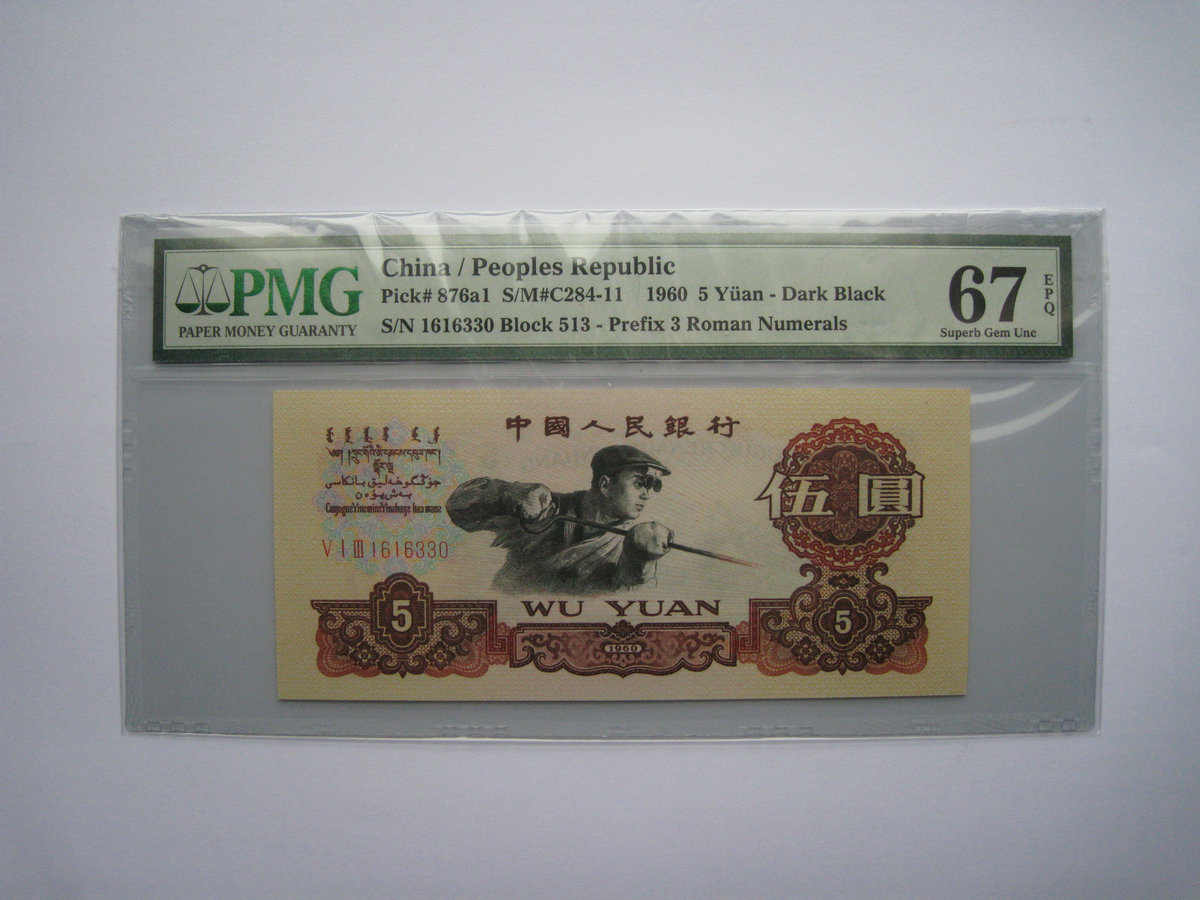 PMG
PAPER MONEY GUARANTY
China / Peoples Republic
Pick# 876a1 S/M#C284-11 1960 5 Yüan - Dark Black
S/N 1616330 Block 513 - Prefix 3 Roman Numerals
67
EPQ
Superb Gem Unc
中國人民銀行
V I III 1616330
伍圓
WU YUAN
5
1960
5